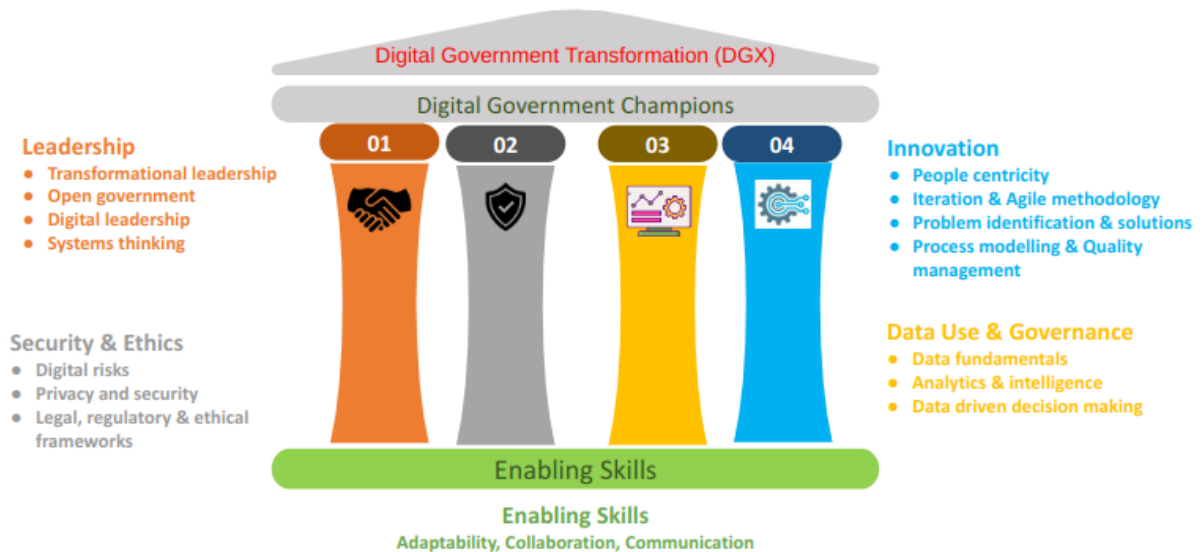 Digital Government Transformation (DGX)
Digital Government Champions
01
02
03
04
Leadership
● Transformational leadership
● Open government
● Digital leadership
● Systems thinking
Security & Ethics
● Digital risks
● Privacy and security
● Legal, regulatory & ethical
frameworks
Innovation
● People centricity
● Iteration & Agile methodology
● Problem identification & solutions
● Process modelling & Quality
management
Data Use & Governance
● Data fundamentals
● Analytics & intelligence
● Data driven decision making
Enabling Skills
Enabling Skills
Adaptability, Collaboration, Communication